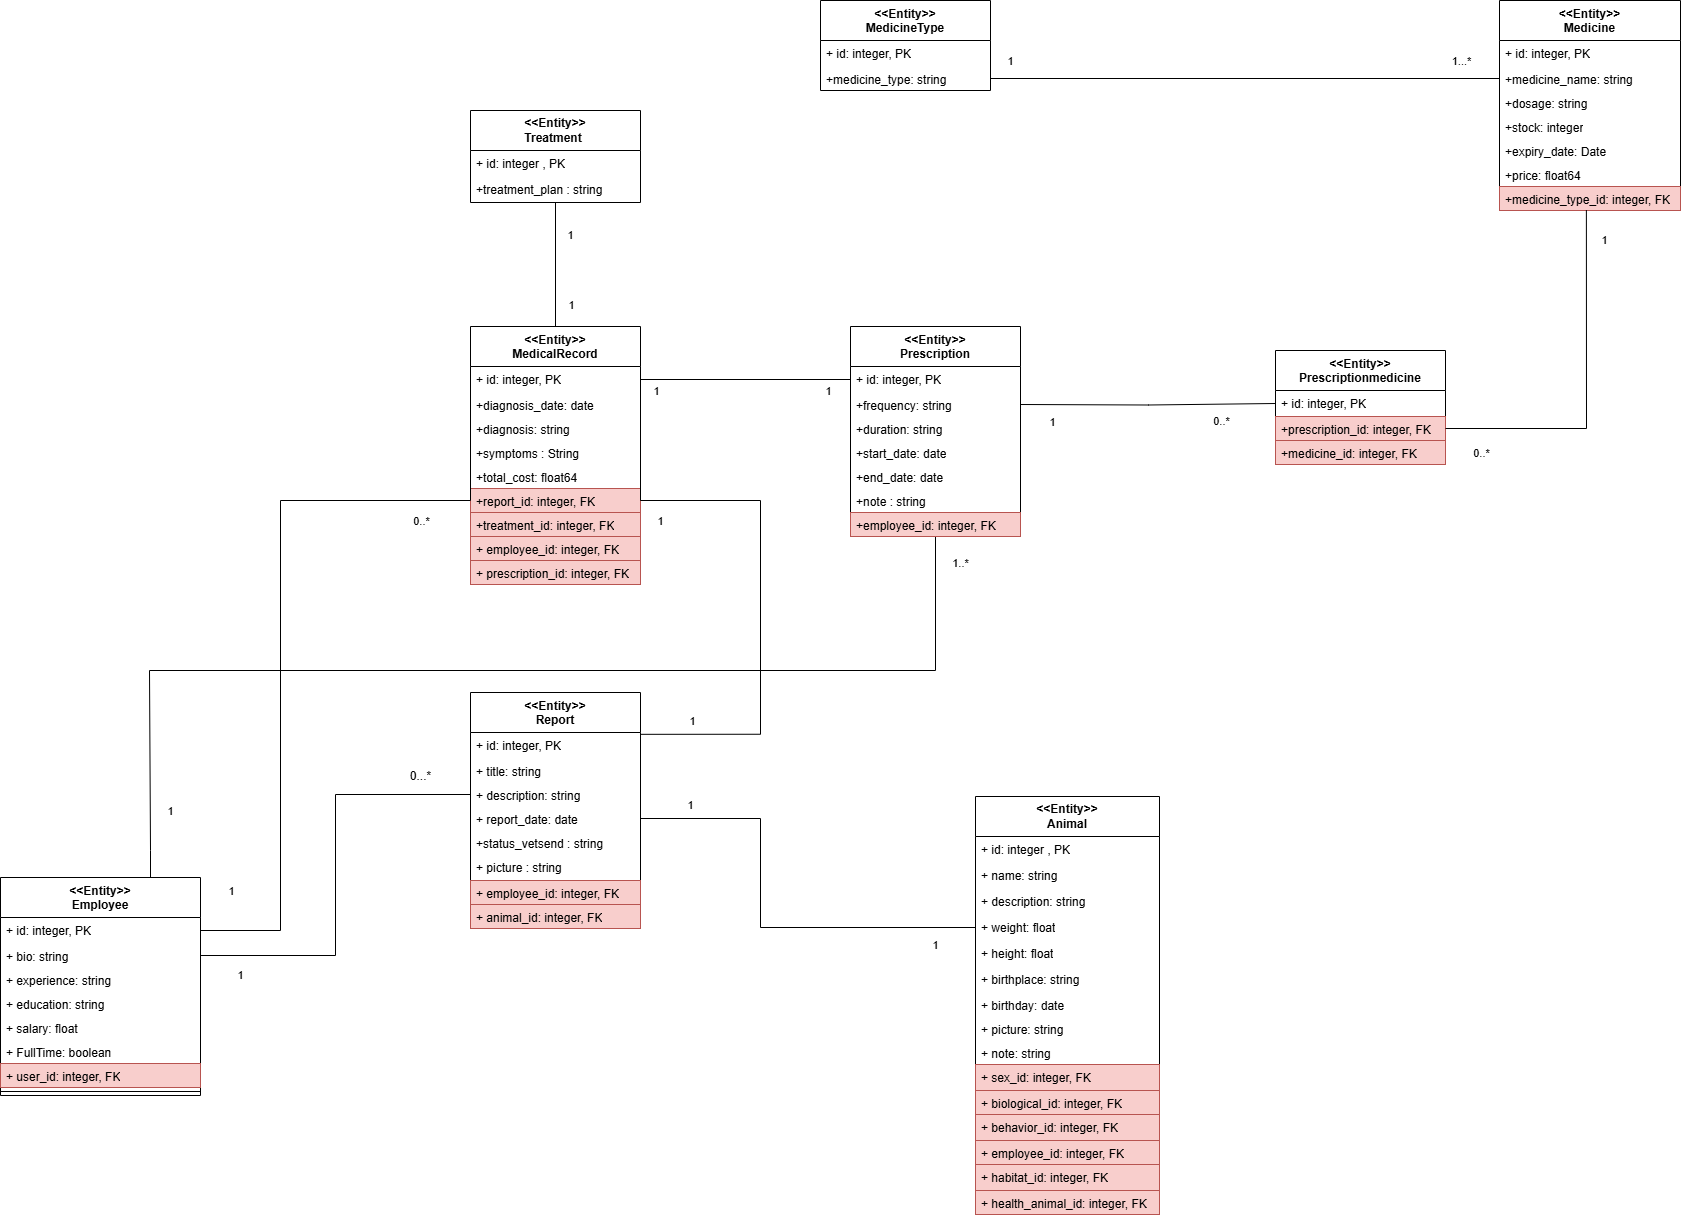 <<Entity>>
MedicineType
+ id: integer, PK
+medicine_type: string
1
1...*
<<Entity>>
Medicine
+ id: integer, PK
+medicine_name: string
+dosage: string
+stock: integer
+expiry_date: Date
+price: float64
+medicine_type_id: integer, FK
1
<<Entity>>
Treatment
+ id: integer , PK
+treatment_plan : string
1
1
<<Entity>>
MedicalRecord
+ id: integer, PK
+diagnosis_date: date
+diagnosis: string
+symptoms : String
+total_cost: float64
+report_id: integer, FK
+treatment_id: integer, FK
+ employee_id: integer, FK
+ prescription_id: integer, FK
1
1
0..*
1
<<Entity>>
Prescription
+ id: integer, PK
+frequency: string
+duration: string
+start_date: date
+end_date: date
+note : string
+employee_id: integer, FK
1
0..*
1..*
<<Entity>>
Prescriptionmedicine
+ id: integer, PK
+prescription_id: integer, FK
+medicine_id: integer, FK
0..*
<<Entity>>
Report
+ id: integer, PK
+ title: string
+ description: string
+ report_date: date
+status_vetsend : string
+ picture : string
+ employee_id: integer, FK
+ animal_id: integer, FK
1
0...*
1
1
1
1
1
<<Entity>>
Employee
+ id: integer, PK
+ bio: string
+ experience: string
+ education: string
+ salary: float
+ FullTime: boolean
+ user_id: integer, FK
<<Entity>>
Animal
+ id: integer , PK
+ name: string
+ description: string
+ weight: float
+ height: float
+ birthplace: string
+ birthday: date
+ picture: string
+ note: string
+ sex_id: integer, FK
+ biological_id: integer, FK
+ behavior_id: integer, FK
+ employee_id: integer, FK
+ habitat_id: integer, FK
+ health_animal_id: integer, FK